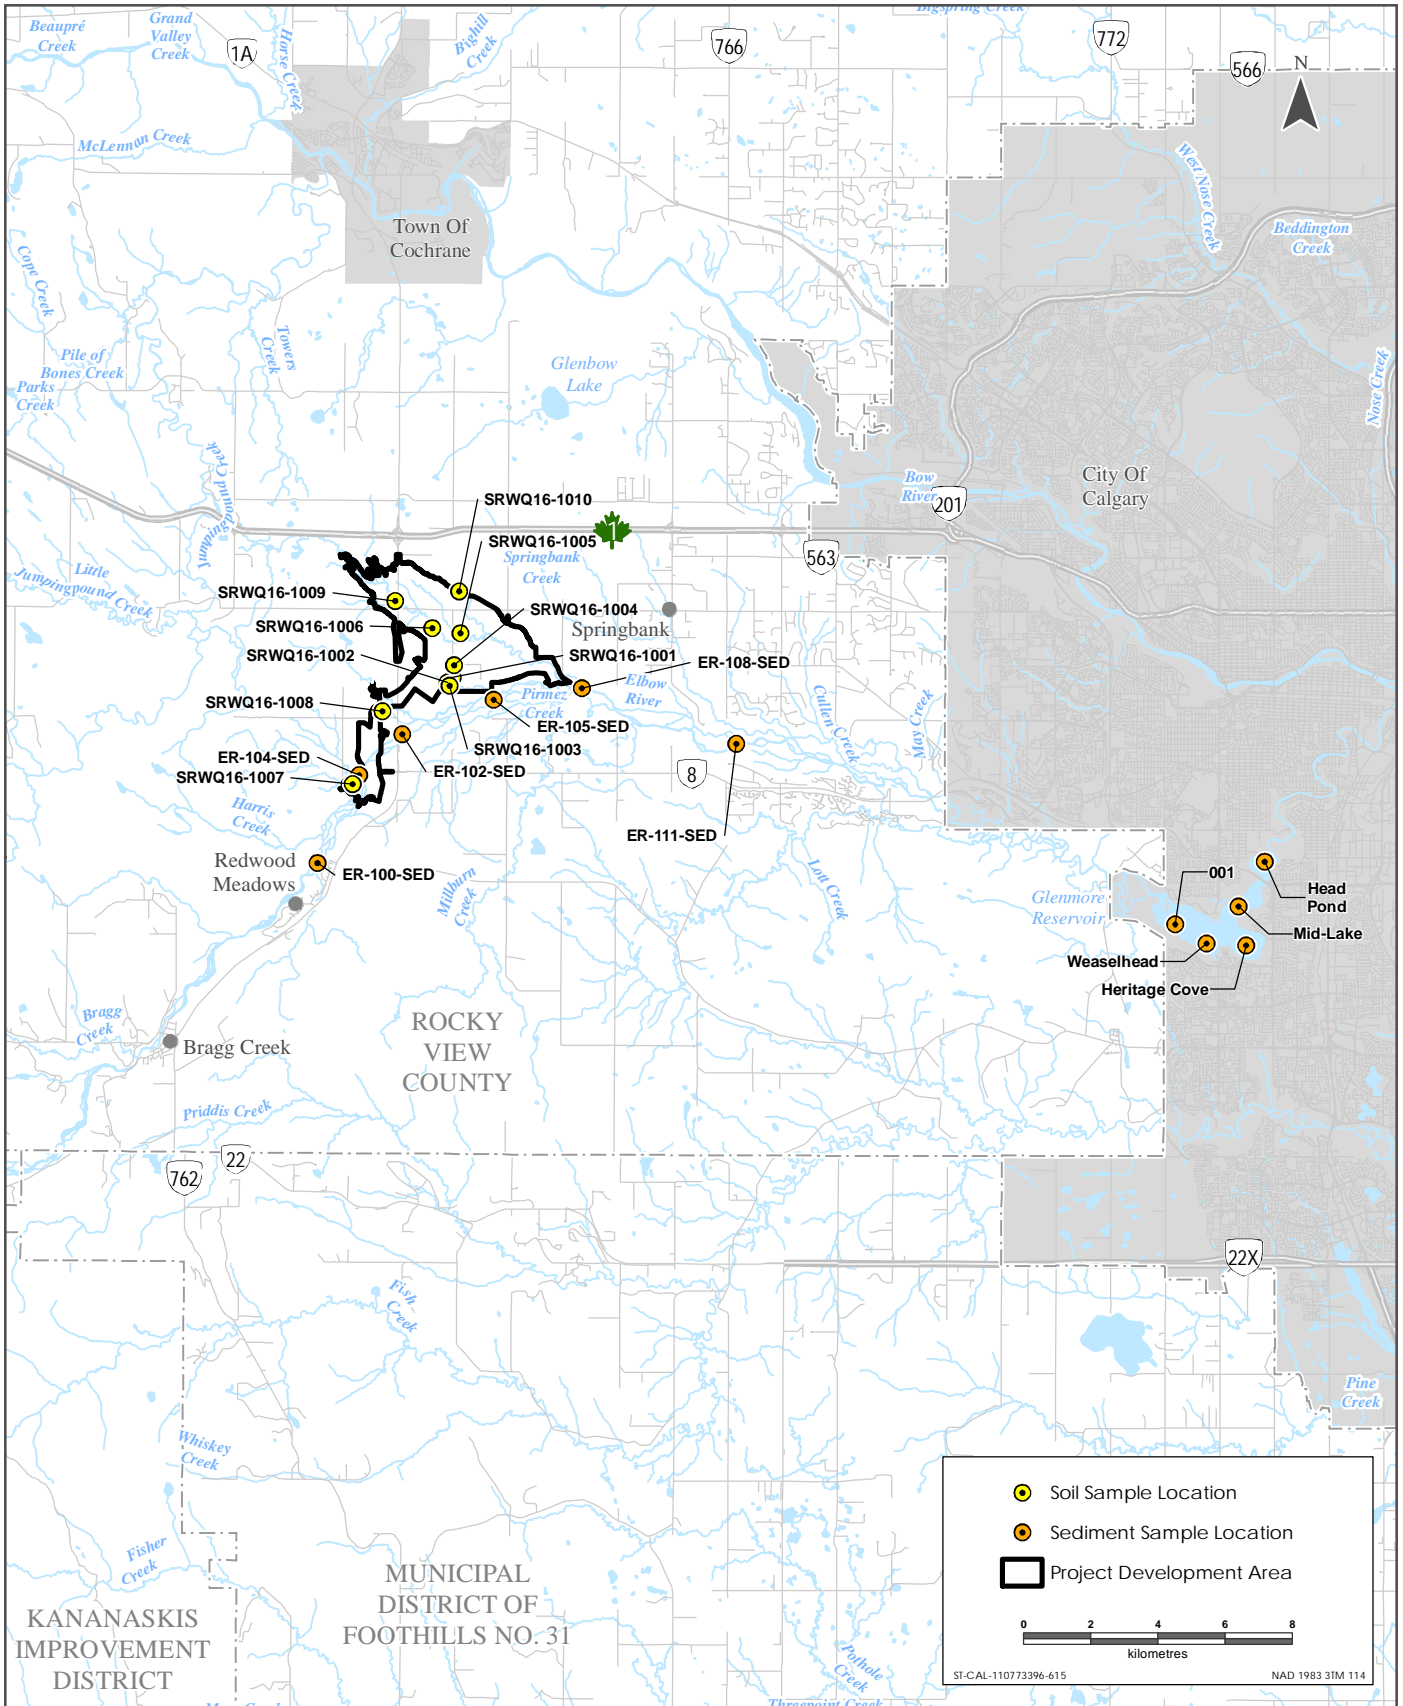 Bigspring Creek
Beaupré
Creek
Grand
Valley
Creek
1A
Horse Creek
Bighill
Creek
766
772
566
N
McLennan Creek
West Nose Creek
Beddington
Creek
Town Of
Cochrane
Cope Creek
Towers
Creek
Pile of
Bones Creek
Parks
Creek
Glenbow
Lake
Nose Creek
Jumpingpound Creek
City Of
Calgary
Bow
River
201
SRWQ16-1010
1
SRWQ16-1005
Springbank
Creek
563
Little
Jumpingpound Creek
SRWQ16-1009
SRWQ16-1004
SRWQ16-1006
Springbank
SRWQ16-1002
SRWQ16-1001
ER-108-SED
Elbow
River
Pirmez
Creek
Cullen Creek
May Creek
SRWQ16-1008
ER-105-SED
SRWQ16-1003
ER-104-SED
ER-102-SED
SRWQ16-1007
8
Harris
Creek
ER-111-SED
Redwood
Meadows
ER-100-SED
Millburn
Creek
Lott Creek
Glenmore
Reservoir
001
Head
Pond
Mid-Lake
Weaselhead
Heritage Cove
Bragg
Creek
Bragg Creek
ROCKY
VIEW
COUNTY
Priddis Creek
22
762
22X
Fish
Creek
Pine
Creek
Whiskey
Creek
Fisher
Creek
MUNICIPAL
DISTRICT OF
FOOTHILLS NO. 31
KANANASKIS
IMPROVEMENT
DISTRICT
Pothole
Creek
Threepoint Creek
Soil Sample Location
Sediment Sample Location
Project Development Area
0 2 4 6 8
kilometres
ST-CAL-110773396-615
NAD 1983 3TM 114